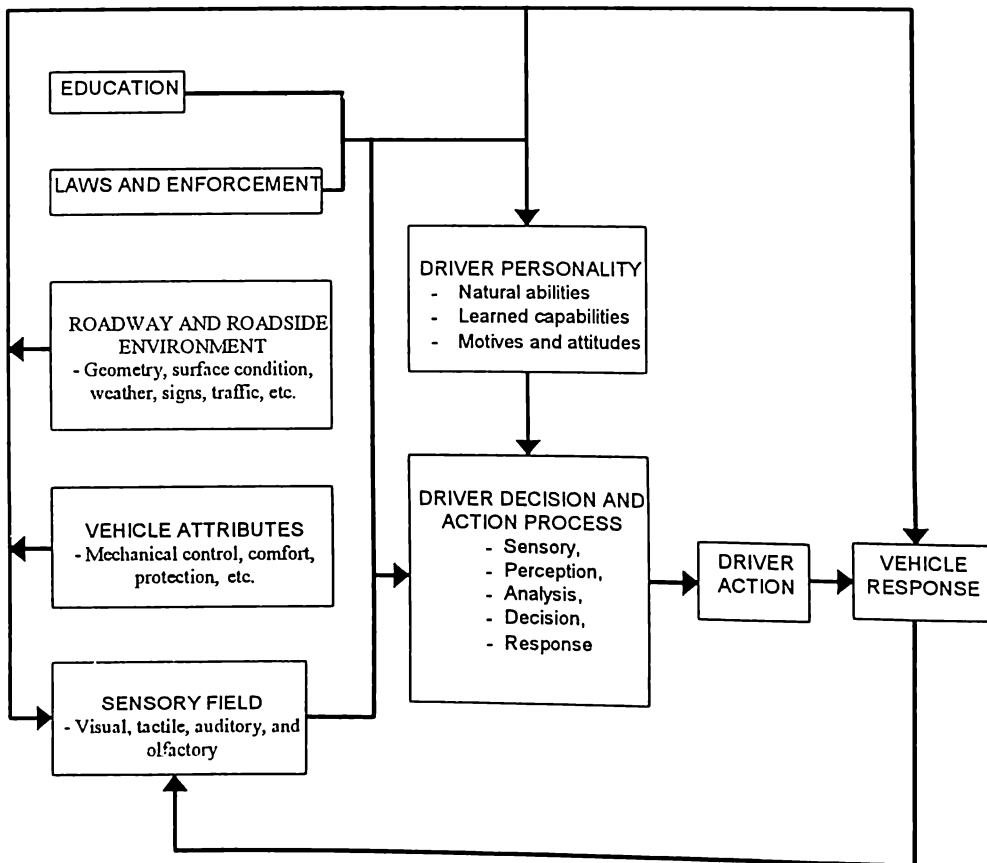 EDUCATION
LAWS AND ENFORCEMENT
ROADWAY AND ROADSIDE
ENVIRONMENT
- Geometry, surface condition,
weather, signs, traffic, etc.
VEHICLE ATTRIBUTES
- Mechanical control, comfort,
protection, etc.
SENSORY FIELD
- Visual, tactile, auditory, and
olfactory
DRIVER PERSONALITY
- Natural abilities
- Learned capabilities
- Motives and attitudes
DRIVER DECISION AND
ACTION PROCESS
- Sensory,
- Perception,
- Analysis,
- Decision,
- Response
DRIVER
ACTION
VEHICLE
RESPONSE